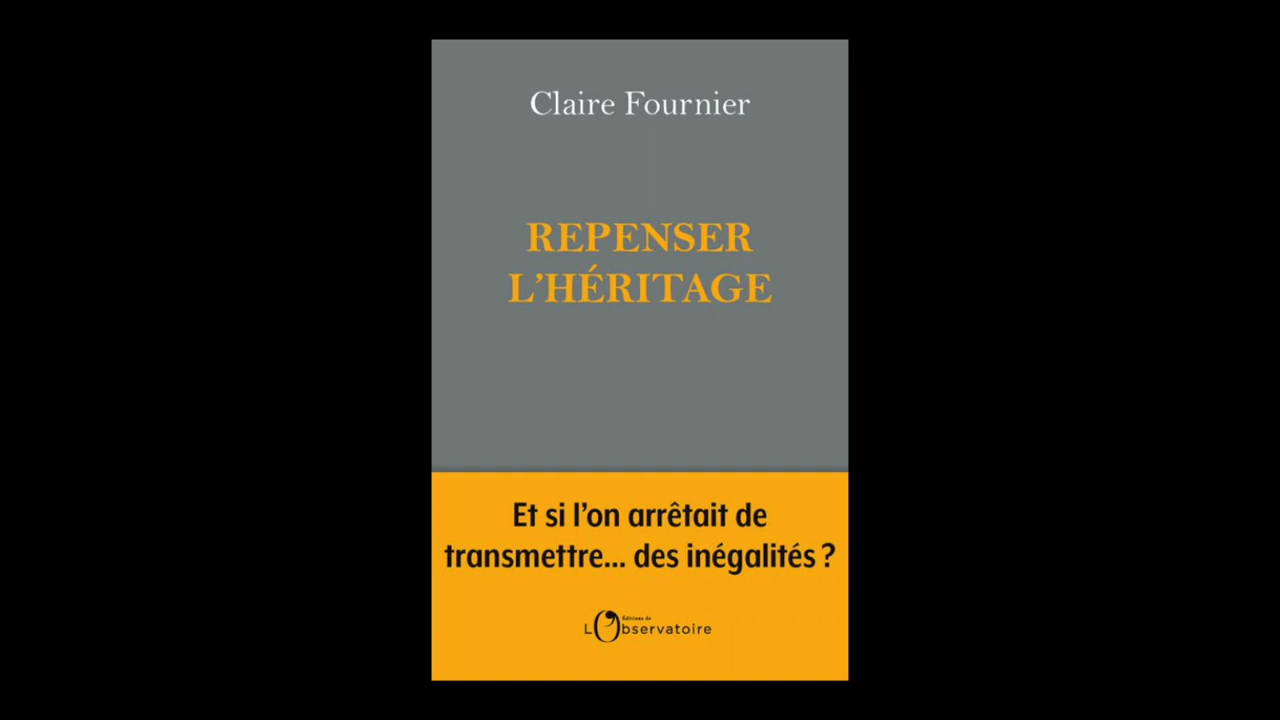 Claire Fournier
REPENSER
L’HÉRITAGE
Et si l’on arrêtait de
transmettre... des inégalités ?
Éditions de
L’Observatoire